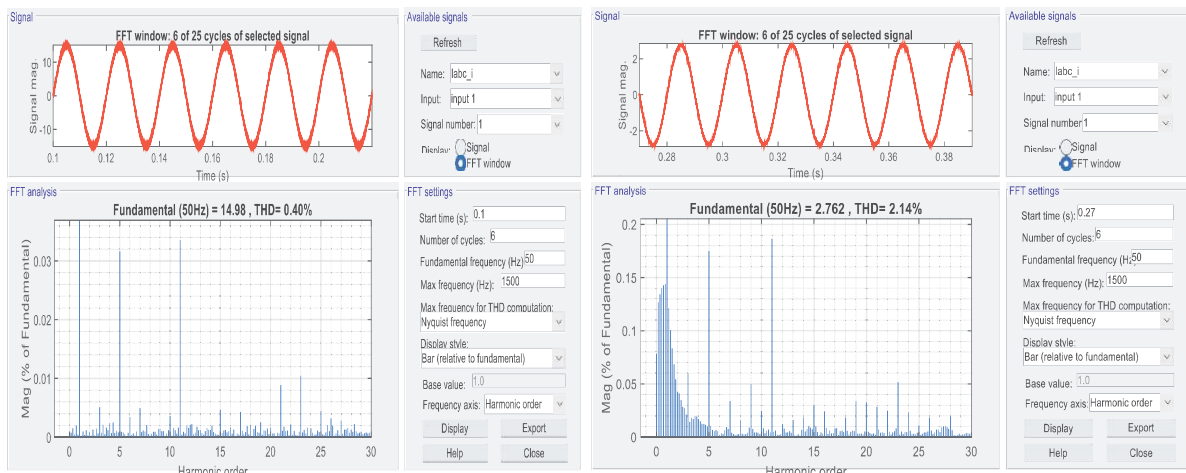 Signal
FFT window: 6 of 25 cycles of selected signal
Signal mag.
10
0
-10
0.1
0.12
0.14
0.16
0.18
0.2
Time (s)
Available signals
Refresh
Name: Iabc_i
Input: input 1
Signal number: 1
Display: Signal
FFT window
FFT analysis
Fundamental (50Hz) = 14.98 , THD= 0.40%
Mag (% of Fundamental)
0.03
0.02
0.01
0
0
5
10
15
20
25
30
Harmonic order
FFT settings
Start time (s): 0.1
Number of cycles: 6
Fundamental frequency (Hz) 50
Max frequency (Hz): 1500
Max frequency for THD computation:
Nyquist frequency
Display style:
Bar (relative to fundamental)
Base value: 1.0
Frequency axis: Harmonic order
Display
Export
Help
Close
Signal
FFT window: 6 of 25 cycles of selected signal
Signal mag.
2
0
-2
0.28
0.3
0.32
0.34
0.36
0.38
Time (s)
Available signals
Refresh
Name: Iabc_i
Input: input 1
Signal number: 1
Display: Signal
FFT window
FFT analysis
Fundamental (50Hz) = 2.762 , THD= 2.14%
Mag (% of Fundamental)
0.2
0.15
0.1
0.05
0
0
5
10
15
20
25
30
Harmonic order
FFT settings
Start time (s): 0.27
Number of cycles: 6
Fundamental frequency (Hz) 50
Max frequency (Hz): 1500
Max frequency for THD computation:
Nyquist frequency
Display style:
Bar (relative to fundamental)
Base value: 1.0
Frequency axis: Harmonic order
Display
Export
Help
Close